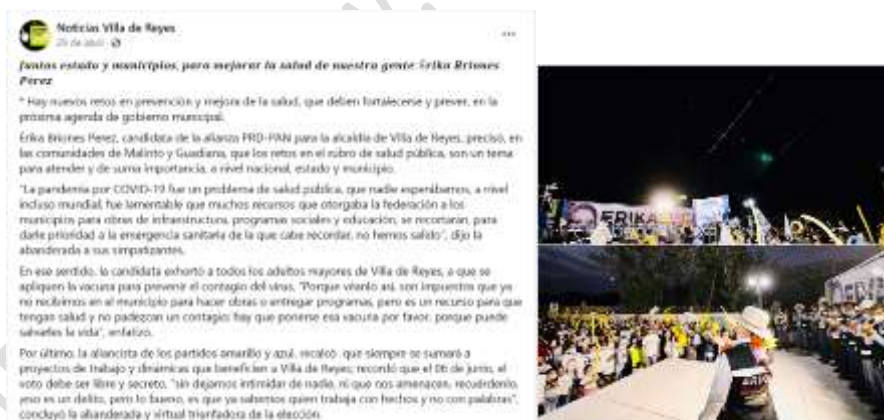 Noticias Villa de Reyes
29 de abril
Juntos estado y municipios, para mejorar la salud de nuestra gente: Erika Briones
Pérez
* Hay nuevos retos en prevención y mejora de la salud, que deben fortalecerse y prever, en la
próxima agenda de gobierno municipal.
Érika Briones Pérez, candidata de la alianza PRD-PAN para la alcaldía de Villa de Reyes, precisó, en
las comunidades de Malinto y Guadiana, que los retos en el rubro de salud pública, son un tema
para atender y de suma importancia, a nivel nacional, estado y municipio.
"La pandemia por COVID-19 fue un problema de salud pública, que nadie esperábamos, a nivel
incluso mundial, fue lamentable que muchos recursos que otorgaba la federación a los
municipios para obras de infraestructura, programas sociales y educación, se recortarán, para
darle prioridad a la emergencia sanitaria de la que cabe recordar, no hemos salido", dijo la
abanderada a sus simpatizantes.
En ese sentido, la candidata exhortó a todos los adultos mayores de Villa de Reyes, a que se
apliquen la vacuna para prevenir el contagio del virus. "Porque véanlo así, son impuestos que ya
no recibimos en el municipio para hacer obras o entregar programas, pero es un recurso para que
tengan salud y no padezcan un contagio; hay que ponerse esa vacuna por favor, porque puede
salvarles la vida", enfatizó.
Por último, la aliancista de los partidos amarillo y azul, recalcó que siempre se sumará a
proyectos de trabajo y dinámicas que beneficien a Villa de Reyes; recordó que el 06 de junio, el
voto debe ser libre y secreto, "sin dejarnos intimidar de nadie, ni que nos amenacen, recuérdenlo,
¡eso es un delito, pero lo bueno, es que ya sabemos quien trabaja con hechos y no con palabras",
concluyó la abanderada y virtual triunfadora de la elección.
ERIKA